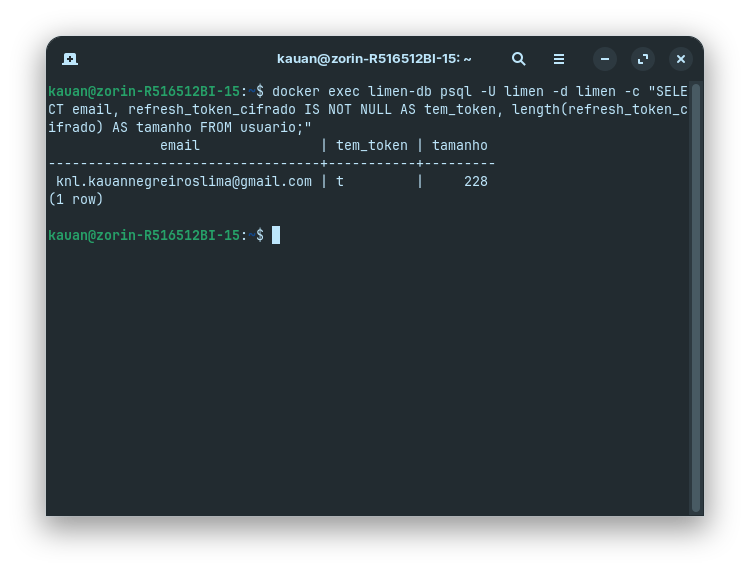 kauan@zorin-R516512BI-15: ~
kauan@zorin-R516512BI-15:~$ docker exec limen-db psql -U limen -d limen -c "SELE
CT email, refresh_token_cifrado IS NOT NULL AS tem_token, length(refresh_token_c
ifrado) AS tamanho FROM usuario;"
              email               | tem_token | tamanho
----------------------------------+-----------+---------
 knl.kauannegreiroslima@gmail.com | t         |     228
(1 row)
kauan@zorin-R516512BI-15:~$